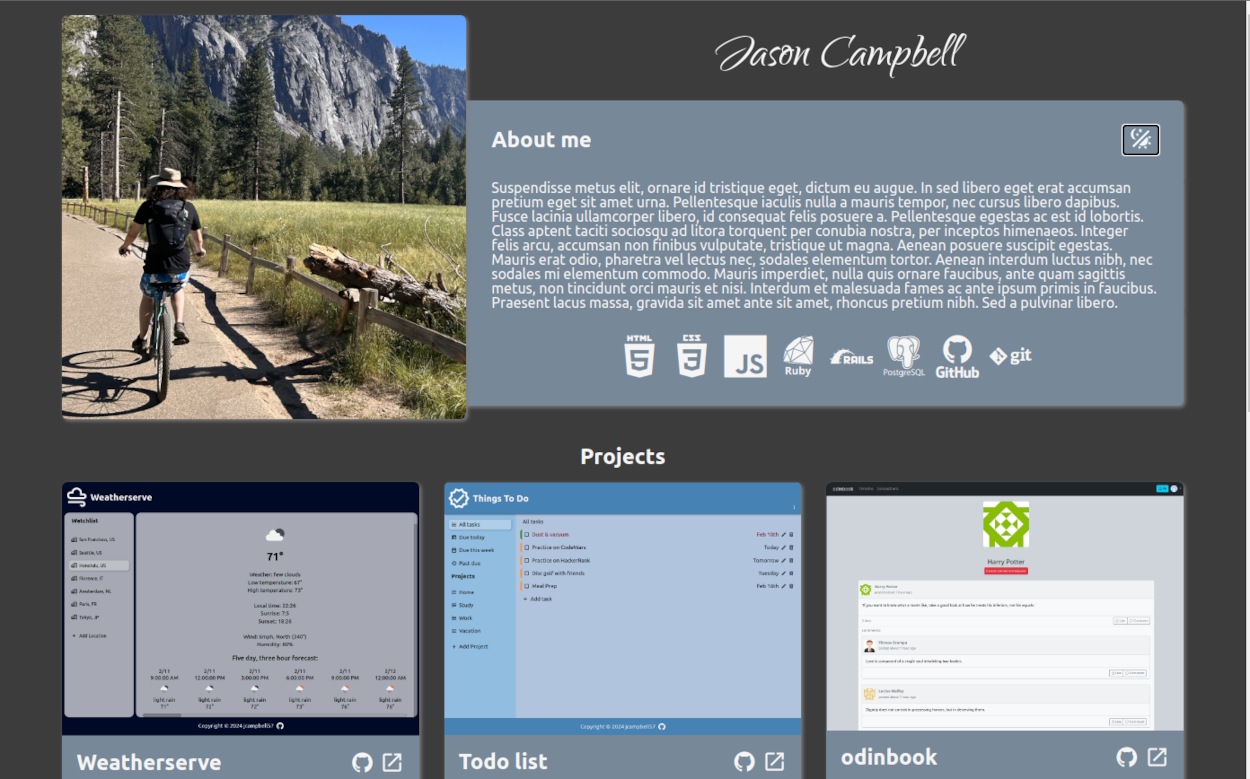 Jason Campbell
About me
Suspendisse metus elit, ornare id tristique eget, dictum eu augue. In sed libero eget erat accumsan
pretium eget sit amet urna. Pellentesque iaculis nulla a mauris tempor, nec cursus libero dapibus.
Fusce lacinia ullamcorper libero, id consequat felis posuere a. Pellentesque egestas ac est id lobortis.
Class aptent taciti sociosqu ad litora torquent per conubia nostra, per inceptos himenaeos. Integer
felis arcu, accumsan non finibus vulputate, tristique ut magna. Aenean posuere suscipit egestas.
Mauris erat odio, pharetra vel lectus nec, sodales elementum tortor. Aenean interdum luctus nibh, nec
sodales mi elementum commodo. Mauris imperdiet, nulla quis ornare faucibus, ante quam sagittis
metus, non tincidunt orci mauris et nisi. Interdum et malesuada fames ac ante ipsum primis in faucibus.
Praesent lacus massa, gravida sit amet ante sit amet, rhoncus pretium nibh. Sed a pulvinar libero.
HTML 5 CSS 3 JS Ruby RAILS PostgreSQL GitHub git
Projects
Weatherserve
Watchlist
San Francisco, US
Seattle, US
Honolulu, US
Florence, IT
Amsterdam, NL
Paris, FR
Tokyo, JP
+ Add Location
71°
Weather: few clouds
Low temperature: 67°
High temperature: 73°
Local time: 22:26
Sunrise: 7:5
Sunset: 18:26
Wind: 6mph, North (340°)
Humidity: 80%
Five day, three hour forecast:
2/11 2/11 2/11 2/11 2/11 2/12
9:00:00 AM 12:00:00 PM 3:00:00 PM 6:00:00 PM 9:00:00 PM 12:00:00 AM
light rain light rain light rain light rain light rain light rain
71° 72° 72° 73° 76° 76°
Copyright © 2024 jcampbell57
Weatherserve
Things To Do
All tasks
Due today
Due this week
Past due
Projects
Home
Study
Work
Vacation
+ Add Project
All tasks
Dust & vacuum Feb 10th
Practice on CodeWars Today
Practice on HackerRank Tomorrow
Disc golf with friends Tuesday
Meal Prep Feb 16th
+ Add task
Copyright © 2024 jcampbell57
Todo list
odinbook
Harry Potter
Harry Potter
Fleamont
Lucius Malfoy
odinbook